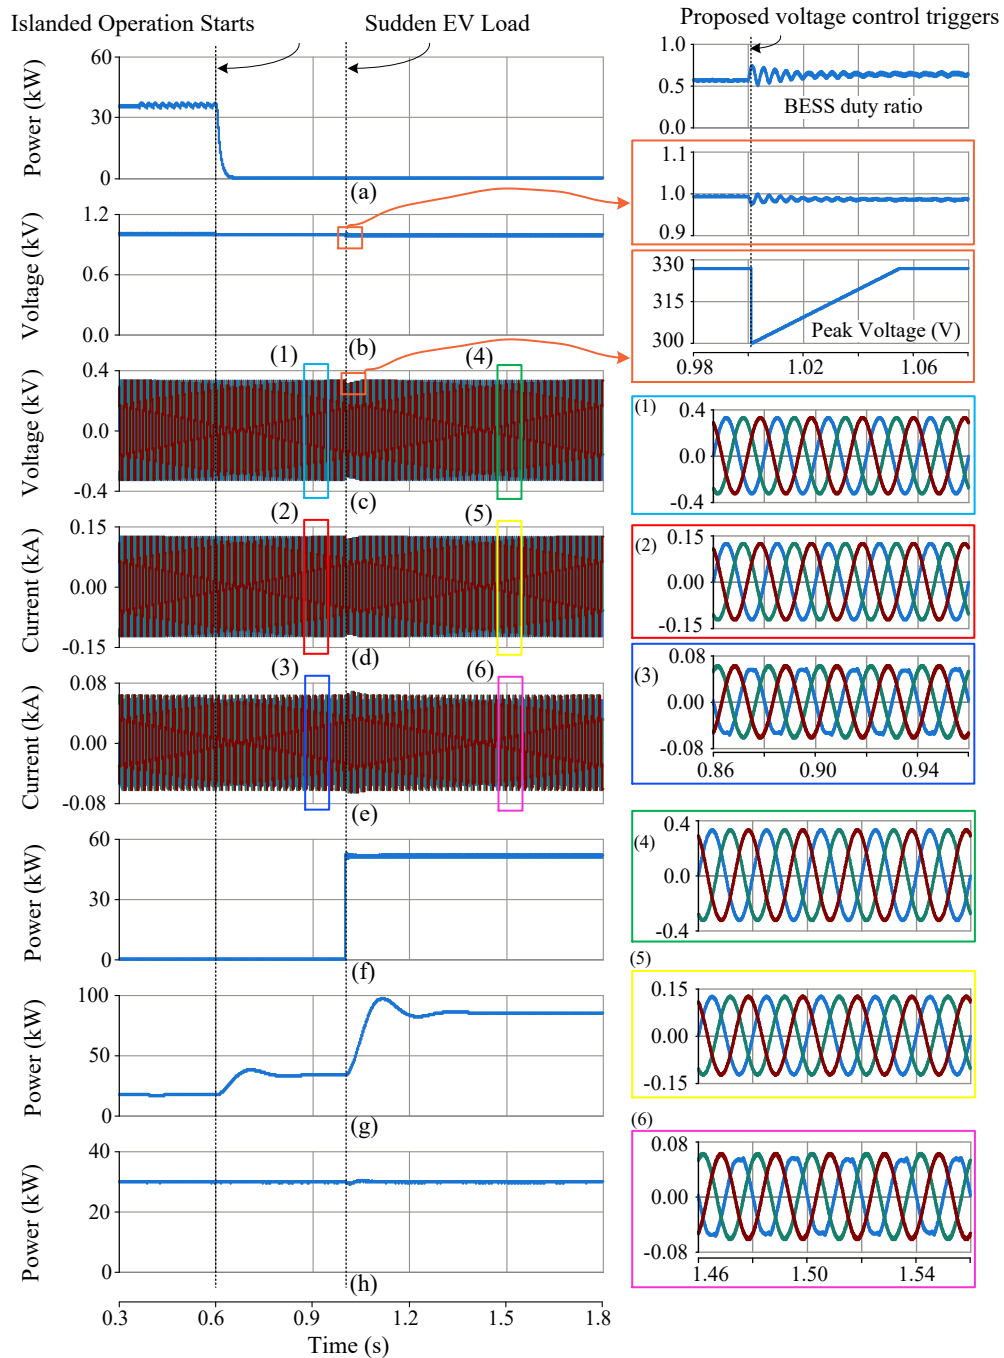 Islanded Operation Starts
Sudden EV Load
Proposed voltage control triggers
60
30
0
Power (kW)
(a)
1.2
0.6
0.0
Voltage (kV)
(b)
(1)
(4)
0.4
0.0
-0.4
Voltage (kV)
(c)
(2)
(5)
0.15
0.00
-0.15
Current (kA)
(d)
(3)
(6)
0.08
0.00
-0.08
Current (kA)
(e)
60
30
0
Power (kW)
(f)
100
50
0
Power (kW)
(g)
40
20
0
Power (kW)
(h)
0.3 0.6 0.9 1.2 1.5 1.8
Time (s)
1.0
0.5
0.0
BESS duty ratio
1.1
1.0
0.9
330
315
300
Peak Voltage (V)
0.98 1.02 1.06
(1)
0.4
0.0
-0.4
(2)
0.15
0.00
-0.15
(3)
0.08
0.00
-0.08
0.86 0.90 0.94
(4)
0.4
0.0
-0.4
(5)
0.15
0.00
-0.15
(6)
0.08
0.00
-0.08
1.46 1.50 1.54